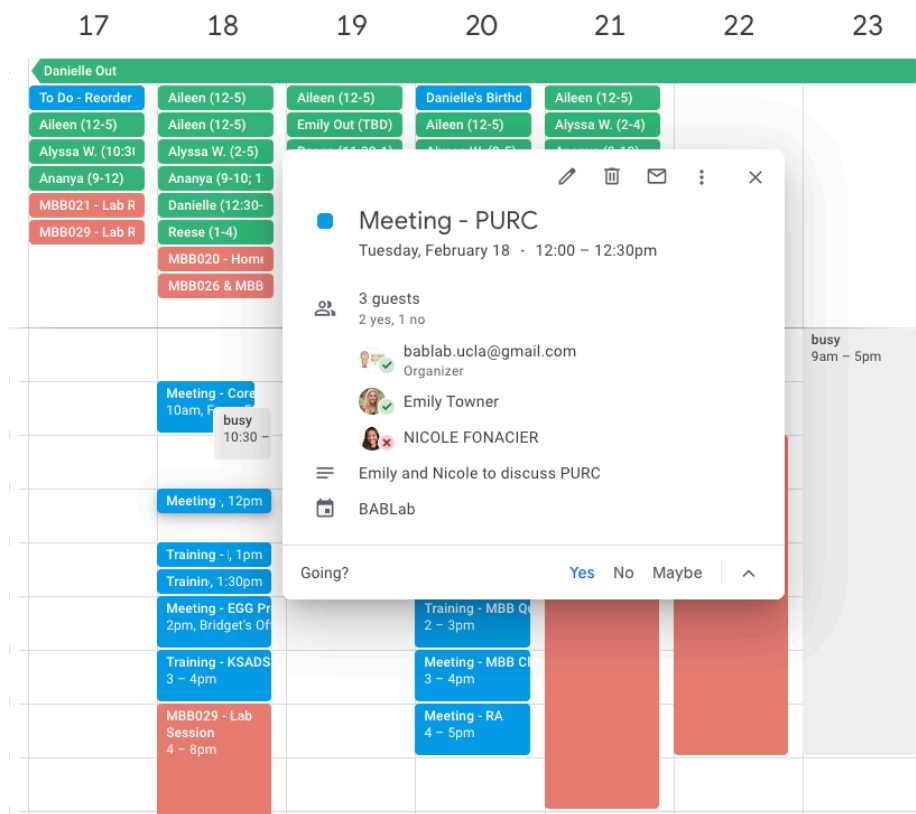 17 18 19 20 21 22 23
Danielle Out
To Do - Reorder
Aileen (12-5)
Alyssa W. (10:3
Ananya (9-12)
MBB021 - Lab R
MBB029 - Lab R
Aileen (12-5)
Aileen (12-5)
Alyssa W. (2-5)
Ananya (9-10; 1
Danielle (12:30-
Reese (1-4)
MBB020 - Home
MBB026 & MBB
Meeting - Core
10am,
busy
10:30 –
Meeting , 12pm
Training - , 1pm
Trainin , 1:30pm
Meeting - EGG Pr
2pm, Bridget's Of
Training - KSADS
3 – 4pm
MBB029 - Lab
Session
4 – 8pm
Aileen (12-5)
Emily Out (TBD)
Danielle's Birthd
Aileen (12-5)
Aileen (12-5)
Alyssa W. (2-4)
Meeting - PURC
Tuesday, February 18 · 12:00 – 12:30pm
3 guests
2 yes, 1 no
bablab.ucla@gmail.com
Organizer
Emily Towner
NICOLE FONACIER
Emily and Nicole to discuss PURC
BABLab
Going? Yes No Maybe
Training - MBB Qu
2 – 3pm
Meeting - MBB Cl
3 – 4pm
Meeting - RA
4 – 5pm
busy
9am – 5pm